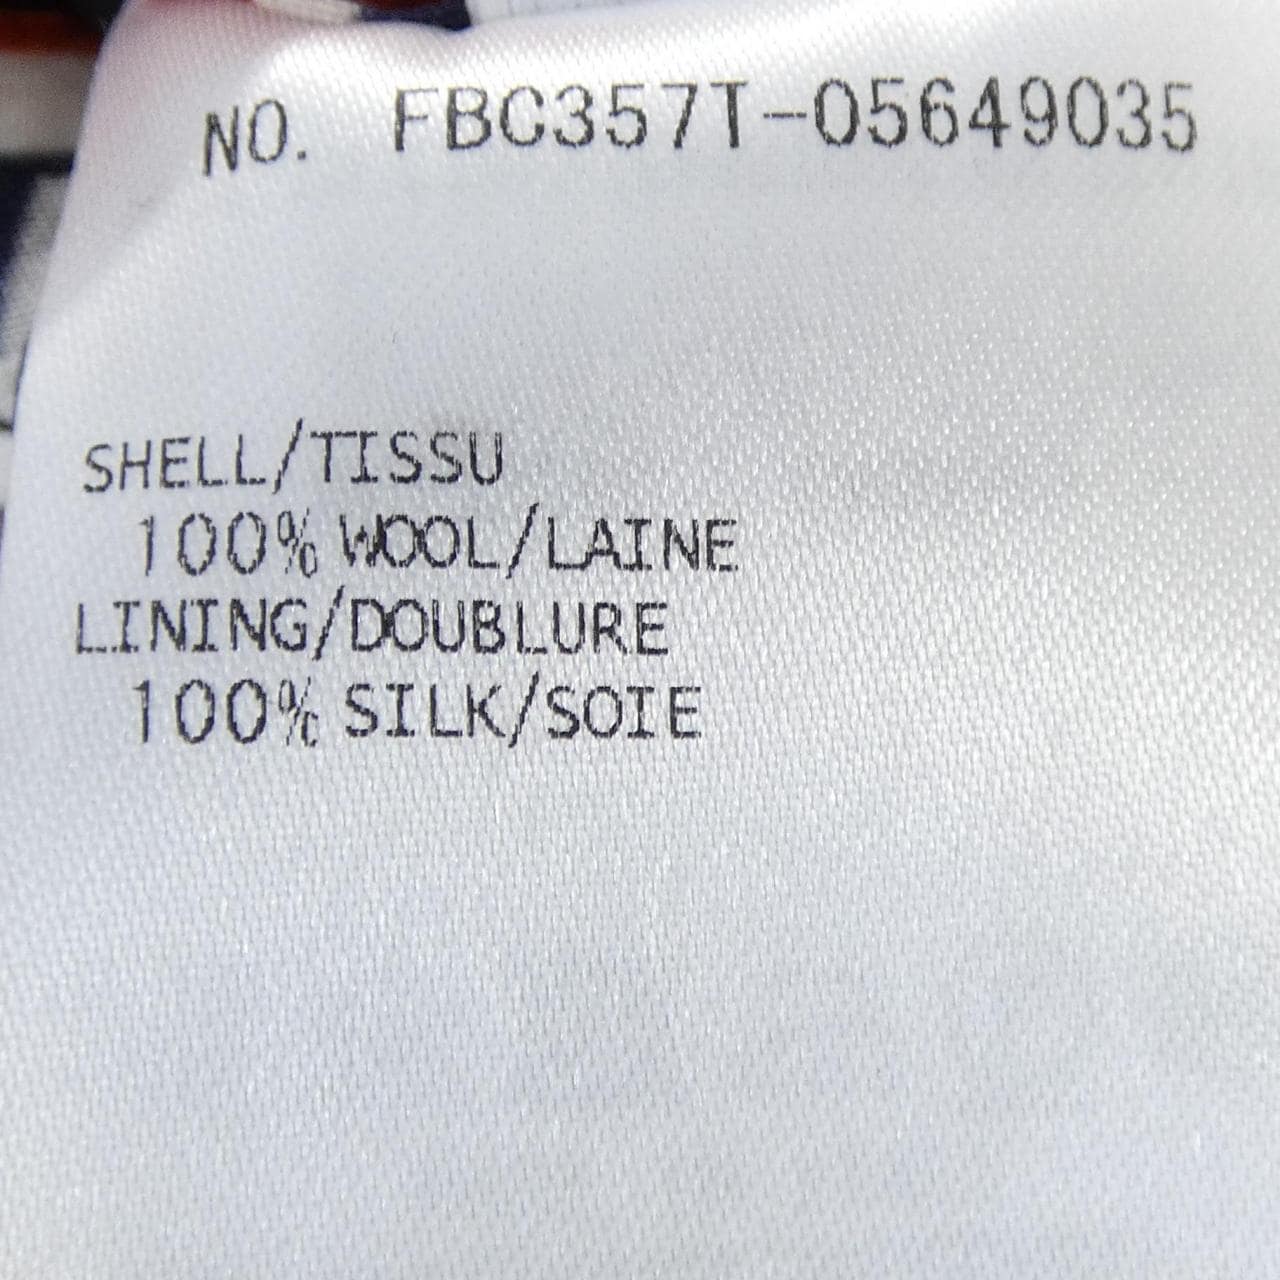 NO. FBC357T-05649035
SHELL/TISSU
100% WOOL/LAINE
LINING/DOUBLURE
100% SILK/SOIE